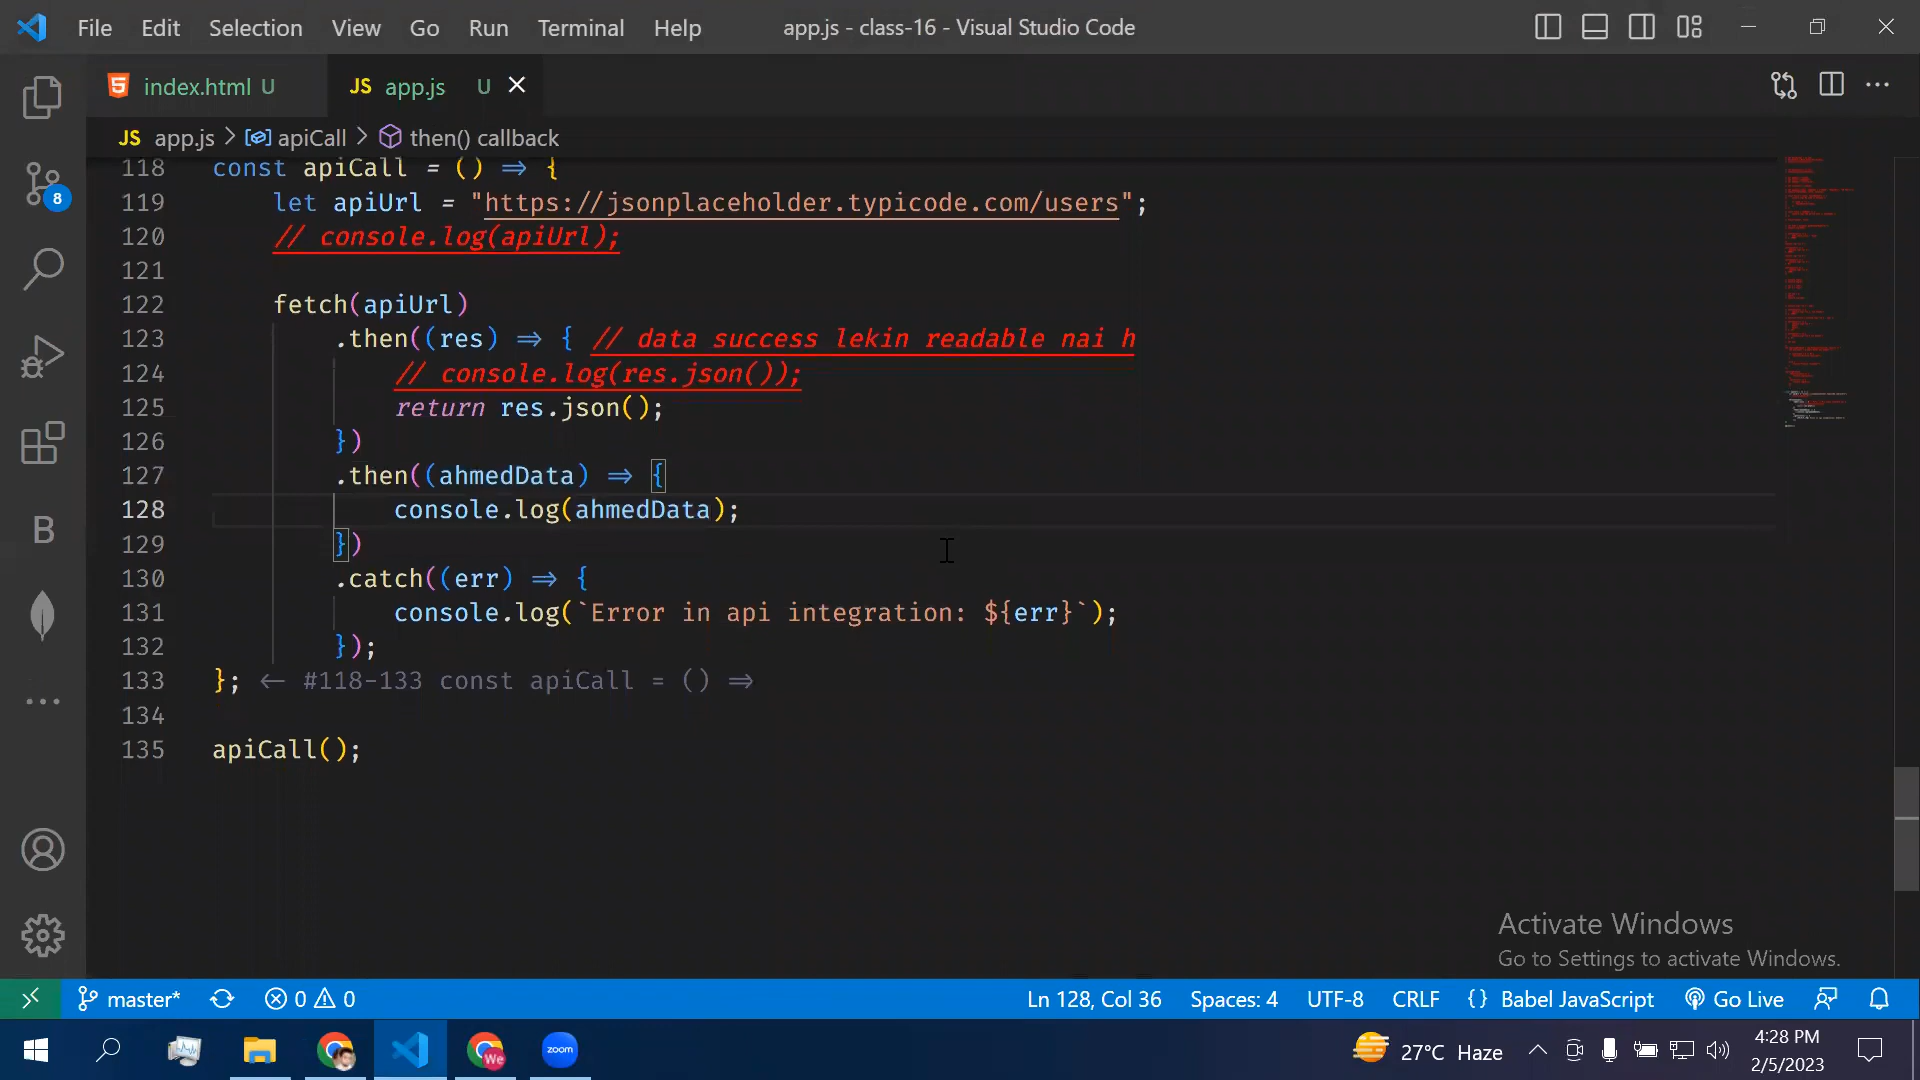 File Edit Selection View Go Run Terminal Help app.js - class-16 - Visual Studio Code
index.html U JS app.js U
JS app.js > apiCall > then() callback
118 const apiCall = () => {
119 let apiUrl = "https://jsonplaceholder.typicode.com/users";
120 // console.log(apiUrl);
121
122 fetch(apiUrl)
123 .then((res) => { // data success lekin readable nai h
124 // console.log(res.json());
125 return res.json();
126 })
127 .then((ahmedData) => {
128 console.log(ahmedData);
129 })
130 .catch((err) => {
131 console.log(`Error in api integration: ${err}`);
132 });
133 }; <- #118-133 const apiCall = () =>
134
135 apiCall();
8
B
Activate Windows
Go to Settings to activate Windows.
master* 0 0 Ln 128, Col 36 Spaces: 4 UTF-8 CRLF {} Babel JavaScript Go Live
We zoom 27°C Haze 4:28 PM
2/5/2023